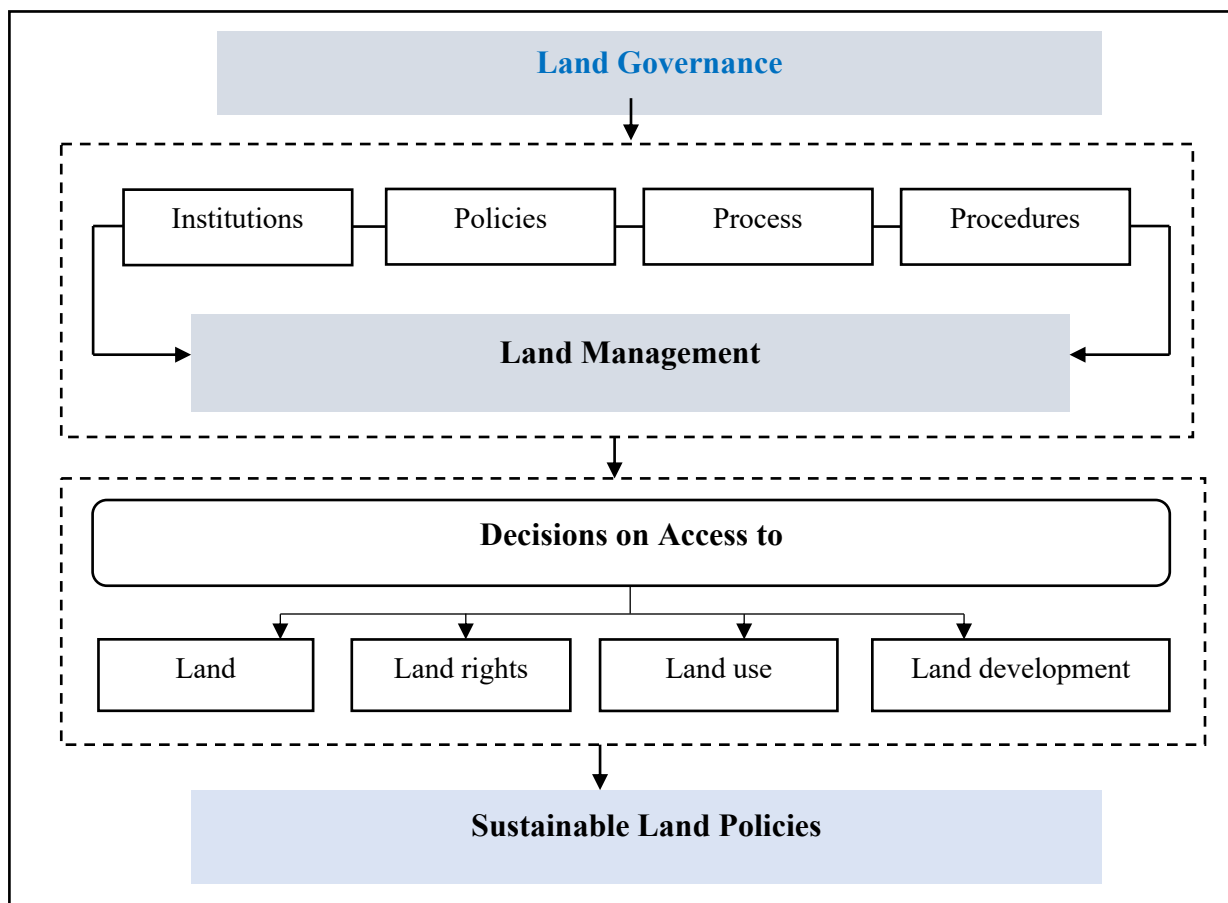 Land Governance
Institutions
Policies
Process
Procedures
Land Management
Decisions on Access to
Land
Land rights
Land use
Land development
Sustainable Land Policies